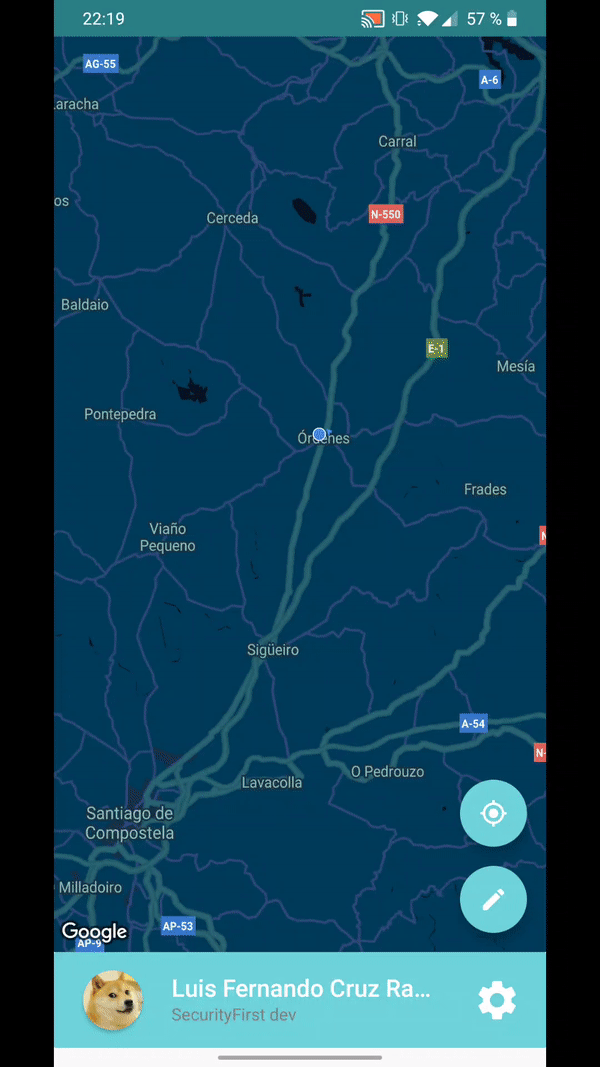 22:19
57 %
AG-55
A-6
Laracha
Carral
os
N-550
Cerceda
Baldaio
E-1
Mesía
Pontepedra
Órdenes
Frades
Viaño
Pequeno
N
Sigüeiro
A-54
N-
O Pedrouzo
Lavacolla
Santiago de
Compostela
Milladoiro
AP-53
Google
AP-9
Luis Fernando Cruz Ra...
SecurityFirst dev